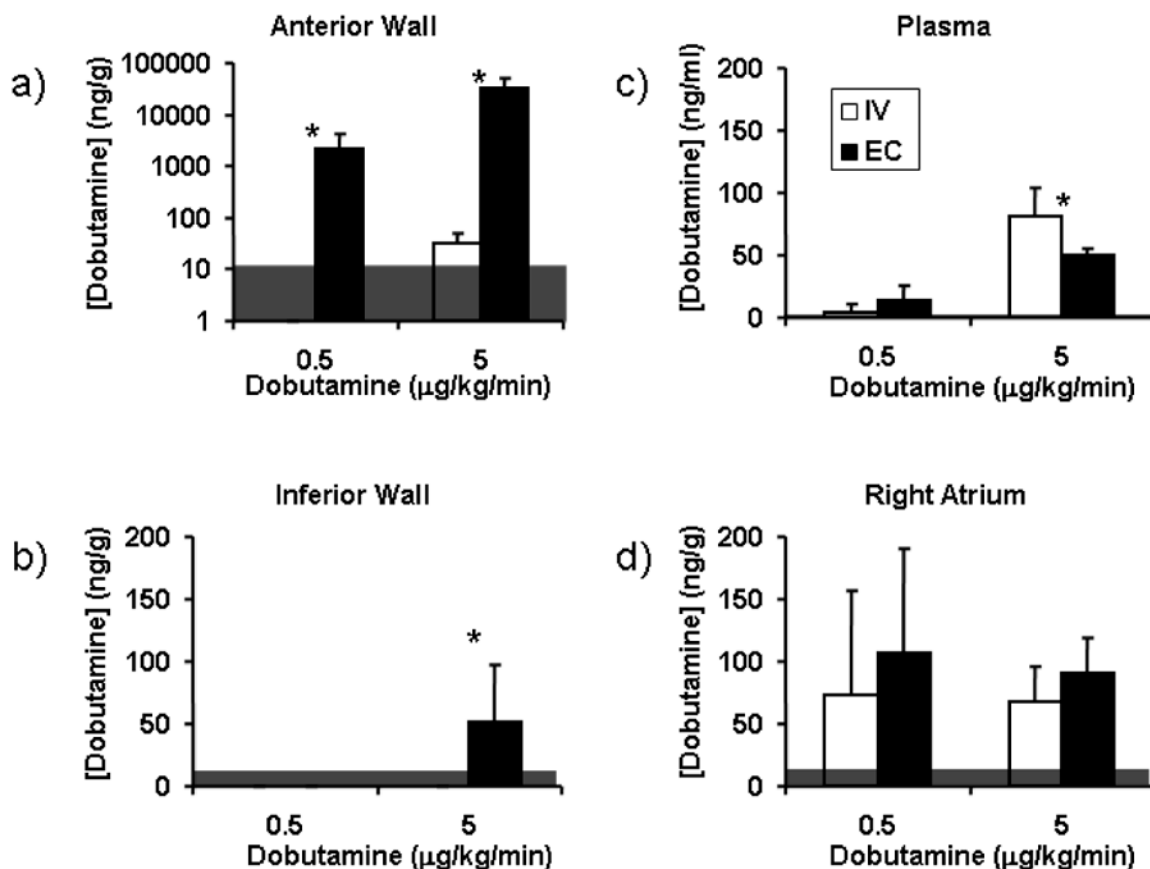 a)
Anterior Wall
[Dobutamine] (ng/g)
100000
10000
1000
100
10
1
*
*
0.5
5
Dobutamine (μg/kg/min)
c)
Plasma
[Dobutamine] (ng/ml)
200
150
100
50
0
IV
EC
*
0.5
5
Dobutamine (μg/kg/min)
b)
Inferior Wall
[Dobutamine] (ng/g)
200
150
100
50
0
*
0.5
5
Dobutamine (μg/kg/min)
d)
Right Atrium
[Dobutamine] (ng/g)
200
150
100
50
0
0.5
5
Dobutamine (μg/kg/min)